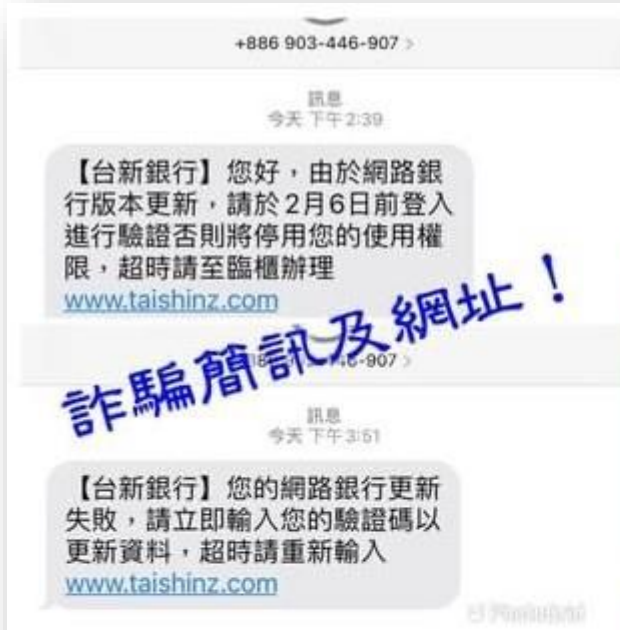 +886 903-446-907 >
訊息
今天 下午 2:39
【台新銀行】您好，由於網路銀
行版本更新，請於2月6日前登入
進行驗證否則將停用您的使用權
限，超時請至臨櫃辦理
www.taishinz.com
詐騙簡訊及網址！
-907 >
訊息
今天 下午 3:51
【台新銀行】您的網路銀行更新
失敗，請立即輸入您的驗證碼以
更新資料，超時請重新輸入
www.taishinz.com